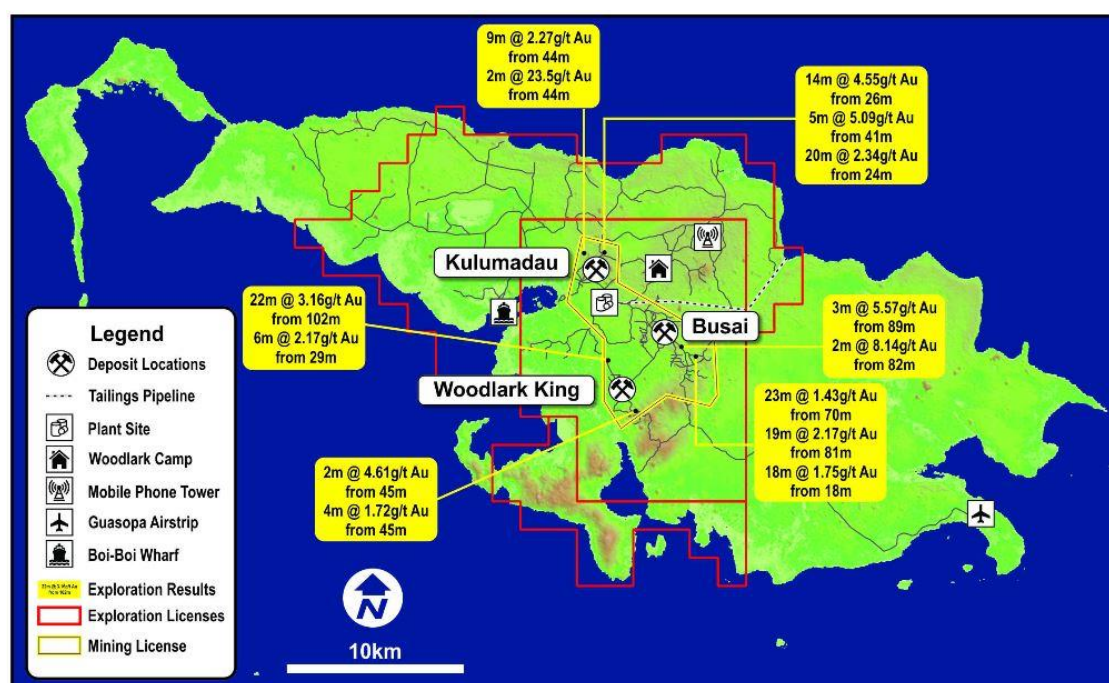 9m @ 2.27g/t Au
from 44m
2m @ 23.5g/t Au
from 44m
14m @ 4.55g/t Au
from 26m
5m @ 5.09g/t Au
from 41m
20m @ 2.34g/t Au
from 24m
Kulumadau
22m @ 3.16g/t Au
from 102m
6m @ 2.17g/t Au
from 29m
Busai
3m @ 5.57g/t Au
from 89m
2m @ 8.14g/t Au
from 82m
Woodlark King
23m @ 1.43g/t Au
from 70m
19m @ 2.17g/t Au
from 81m
18m @ 1.75g/t Au
from 18m
2m @ 4.61g/t Au
from 45m
4m @ 1.72g/t Au
from 45m
Legend
Deposit Locations
Tailings Pipeline
Plant Site
Woodlark Camp
Mobile Phone Tower
Guasopa Airstrip
Boi-Boi Wharf
Exploration Results
Exploration Licenses
Mining License
N
10km